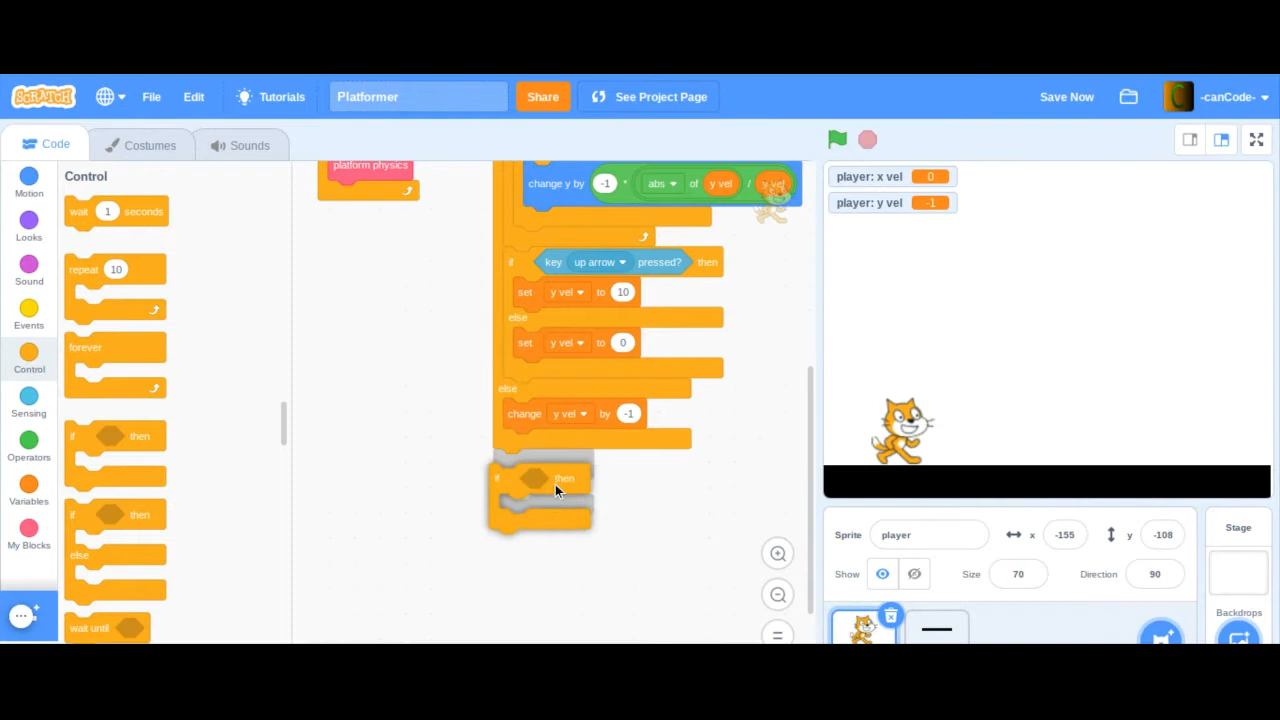 SCRATCH File Edit Tutorials Platformer Share See Project Page Save Now -canCode-
Code Costumes Sounds
Motion
Looks
Sound
Events
Control
Sensing
Operators
Variables
My Blocks
Control
wait 1 seconds
repeat 10
forever
if then
if then
else
wait until
platform physics
change y by -1 * abs of y vel / y vel
if key up arrow pressed? then
set y vel to 10
else
set y vel to 0
else
change y vel by -1
if then
player: x vel 0
player: y vel -1
Sprite player x -155 y -108
Show Size 70 Direction 90
Stage
Backdrops